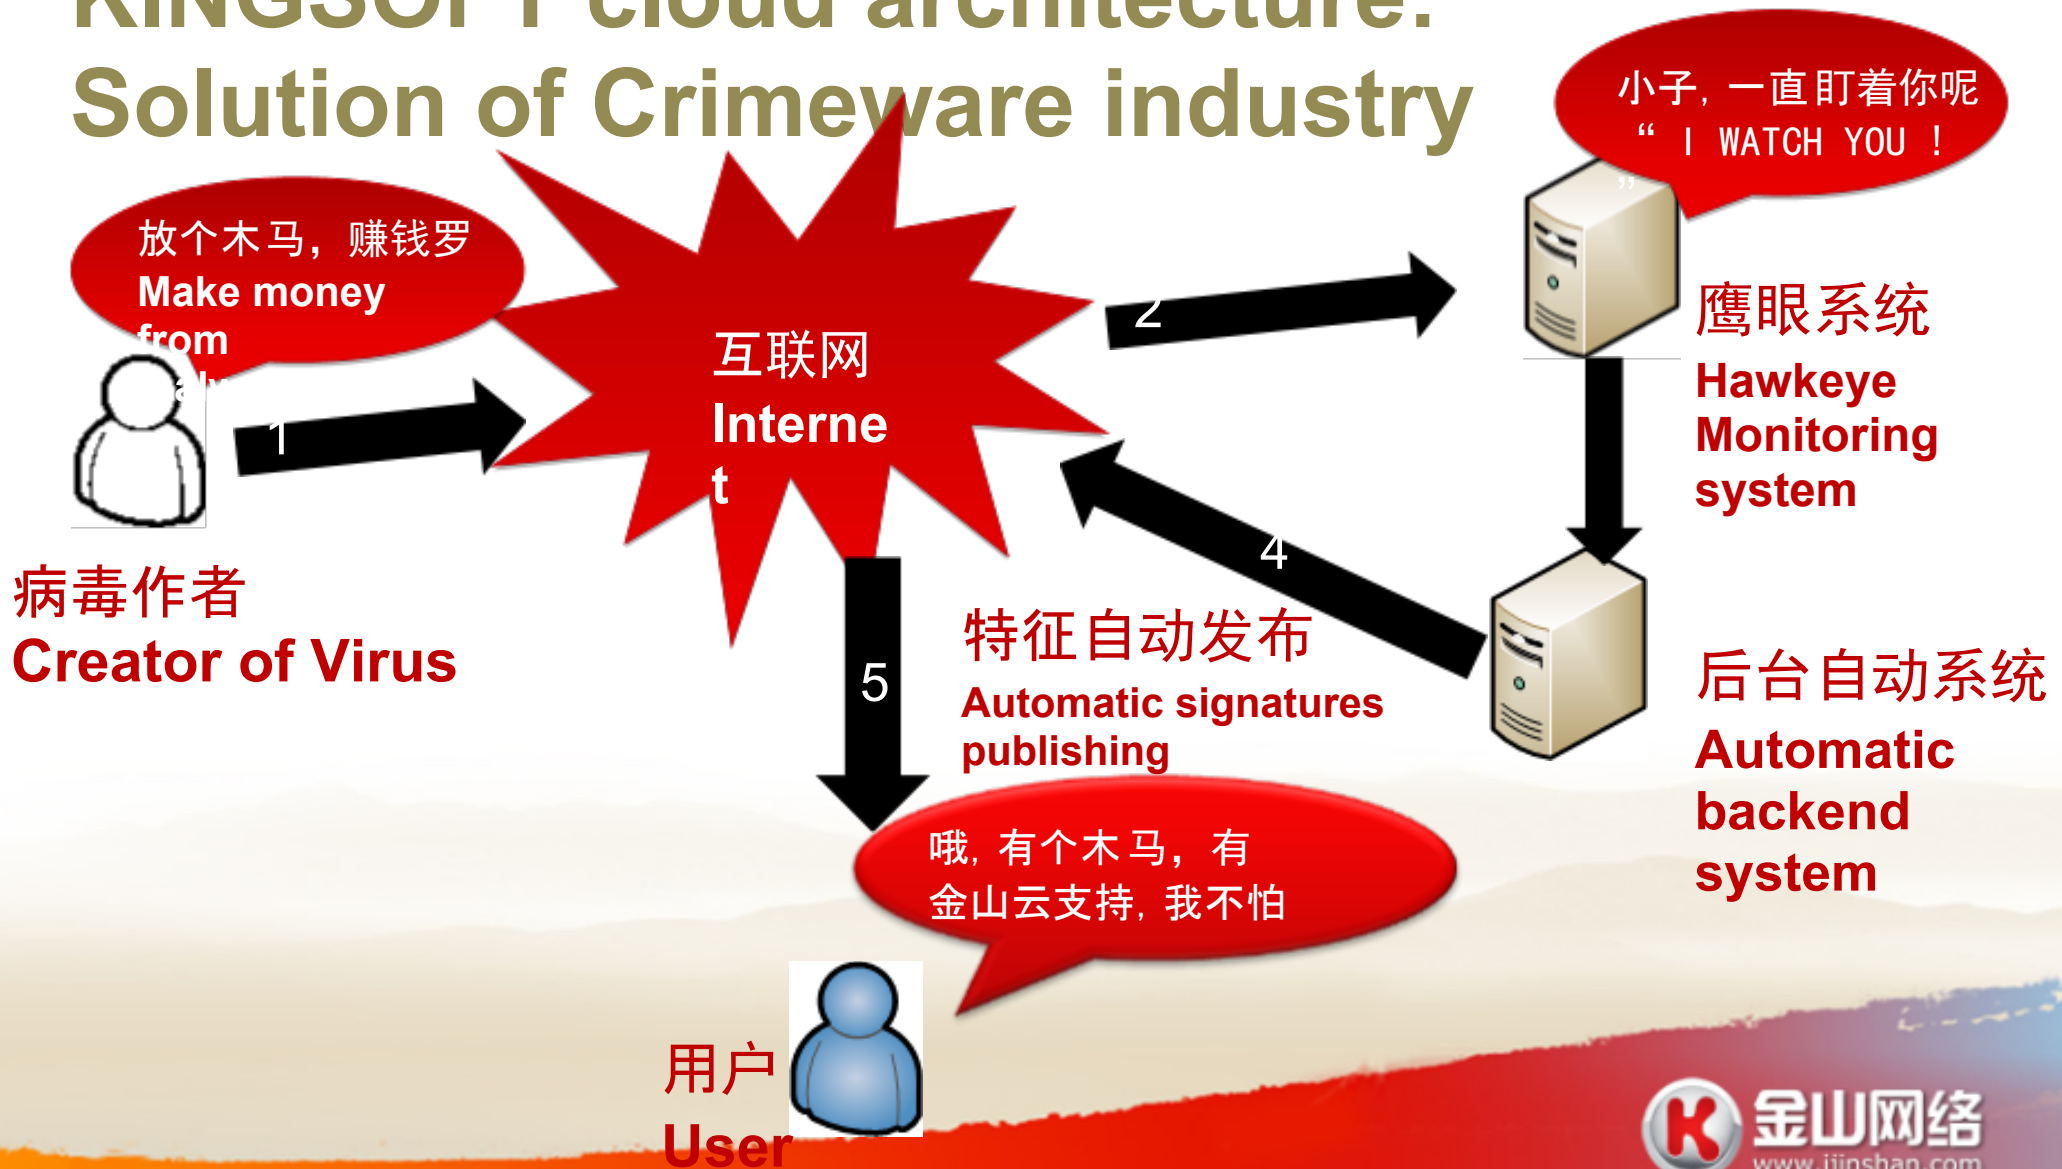 KINGSOFT cloud architecture:
Solution of Crimeware industry
小子,一直盯着你呢
“ I WATCH YOU !
”
放个木马，赚钱罗
Make money
from
互联网
Interne
t
1
2
鹰眼系统
Hawkeye
Monitoring
system
4
病毒作者
Creator of Virus
5
特征自动发布
Automatic signatures
publishing
后台自动系统
Automatic
backend
system
哦,有个木马，有
金山云支持,我不怕
用户
User
金山网络
www.ijinshan.com